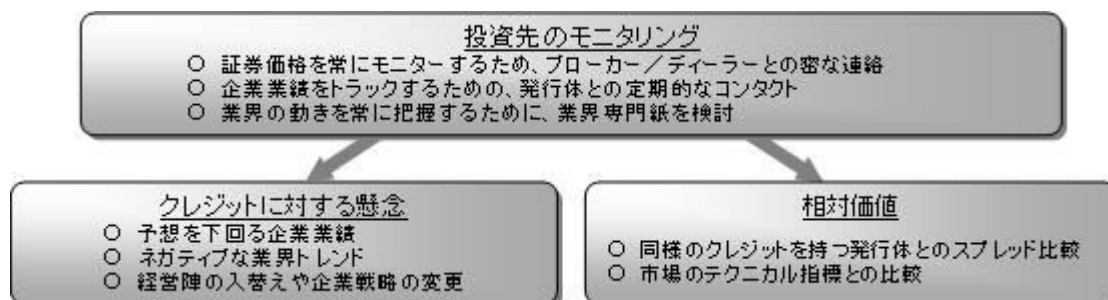 投資先のモニタリング
○ 証券価格を常にモニターするため、ブローカー／ディーラーとの密な連絡
○ 企業業績をトラックするための、発行体との定期的なコンタクト
○ 業界の動きを常に把握するために、業界専門紙を検討
クレジットに対する懸念
○ 予想を下回る企業業績
○ ネガティブな業界トレンド
○ 経営陣の入替えや企業戦略の変更
相対価値
○ 同様のクレジットを持つ発行体とのスプレッド比較
○ 市場のテクニカル指標との比較